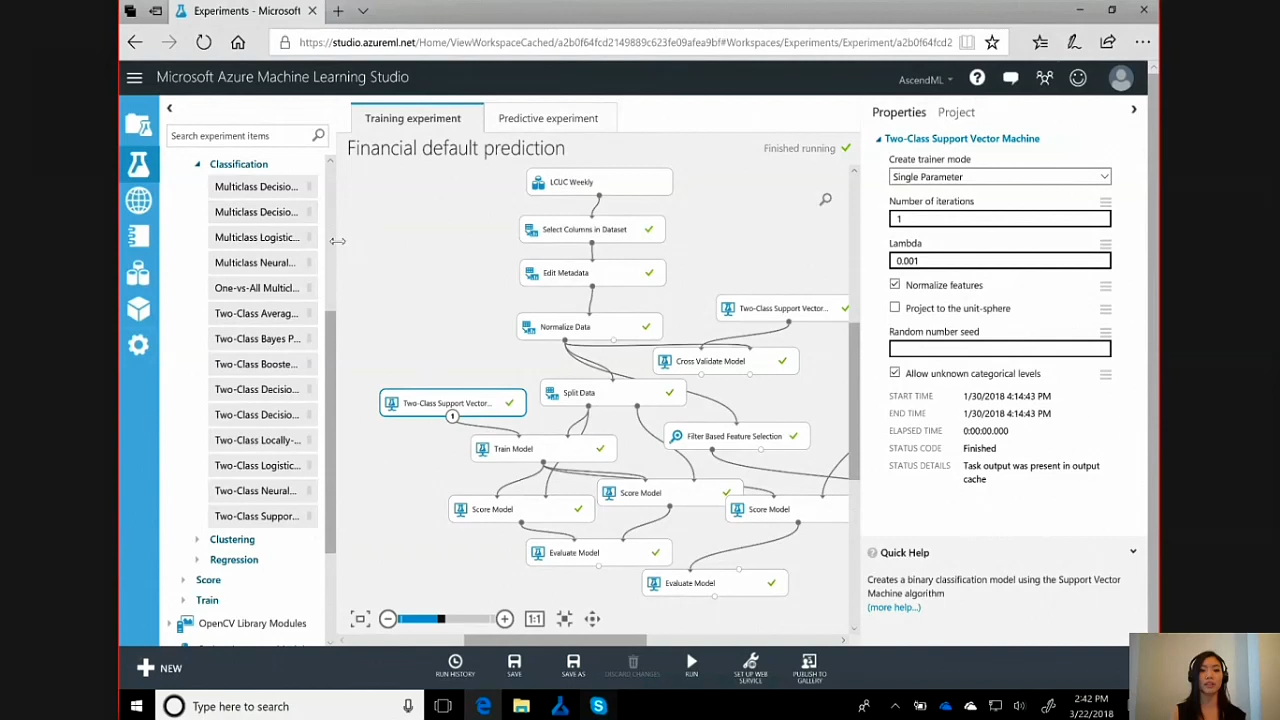 Experiments - Microsoft
https://studio.azureml.net/Home/ViewWorkspaceCached/a2b0f64fcd2149889c623fe09afea9bf#Workspaces/Experiments/Experiment/a2b0f64fcd2
Microsoft Azure Machine Learning Studio
AscendML
Search experiment items
Classification
Multiclass Decisio...
Multiclass Decisio...
Multiclass Logistic...
Multiclass Neural...
One-vs-All Multicl...
Two-Class Averag...
Two-Class Bayes P...
Two-Class Booste...
Two-Class Decisio...
Two-Class Decisio...
Two-Class Locally-...
Two-Class Logistic...
Two-Class Neural...
Two-Class Suppor...
Clustering
Regression
Score
Train
OpenCV Library Modules
Training experiment
Predictive experiment
Financial default prediction
Finished running
LCUC Weekly
Select Columns in Dataset
Edit Metadata
Two-Class Support Vector...
Normalize Data
Cross Validate Model
Split Data
Two-Class Support Vector...
1
Filter Based Feature Selection
Train Model
Score Model
Score Model
Score Model
Evaluate Model
Evaluate Model
1:1
Properties Project
Two-Class Support Vector Machine
Create trainer mode
Single Parameter
Number of iterations
1
Lambda
0.001
Normalize features
Project to the unit-sphere
Random number seed
Allow unknown categorical levels
START TIME 1/30/2018 4:14:43 PM
END TIME 1/30/2018 4:14:43 PM
ELAPSED TIME 0:00:00.000
STATUS CODE Finished
STATUS DETAILS Task output was present in output
cache
Quick Help
Creates a binary classification model using the Support Vector
Machine algorithm
(more help...)
NEW
RUN HISTORY
SAVE
SAVE AS
DISCARD CHANGES
RUN
SET UP WEB
SERVICE
PUBLISH TO
GALLERY
Type here to search
2:42 PM
3/22/2018